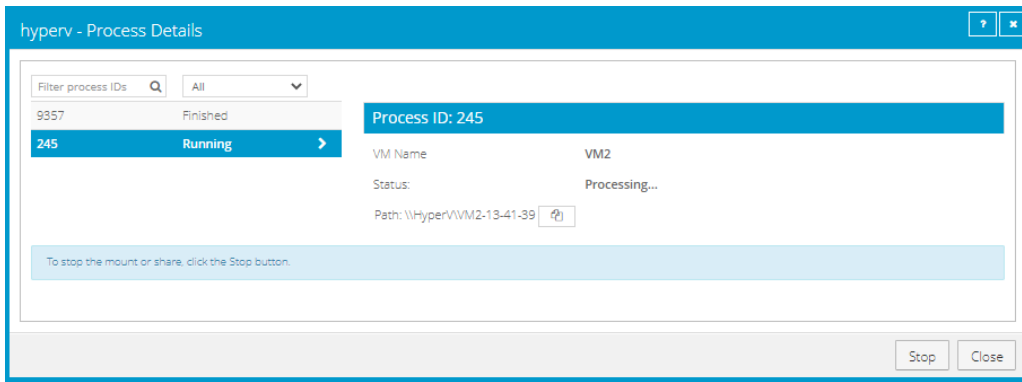 hyperv - Process Details
? ×
Filter process IDs All
9357 Finished
245 Running
Process ID: 245
VM Name VM2
Status: Processing...
Path: \\HyperV\VM2-13-41-39
To stop the mount or share, click the Stop button.
Stop Close